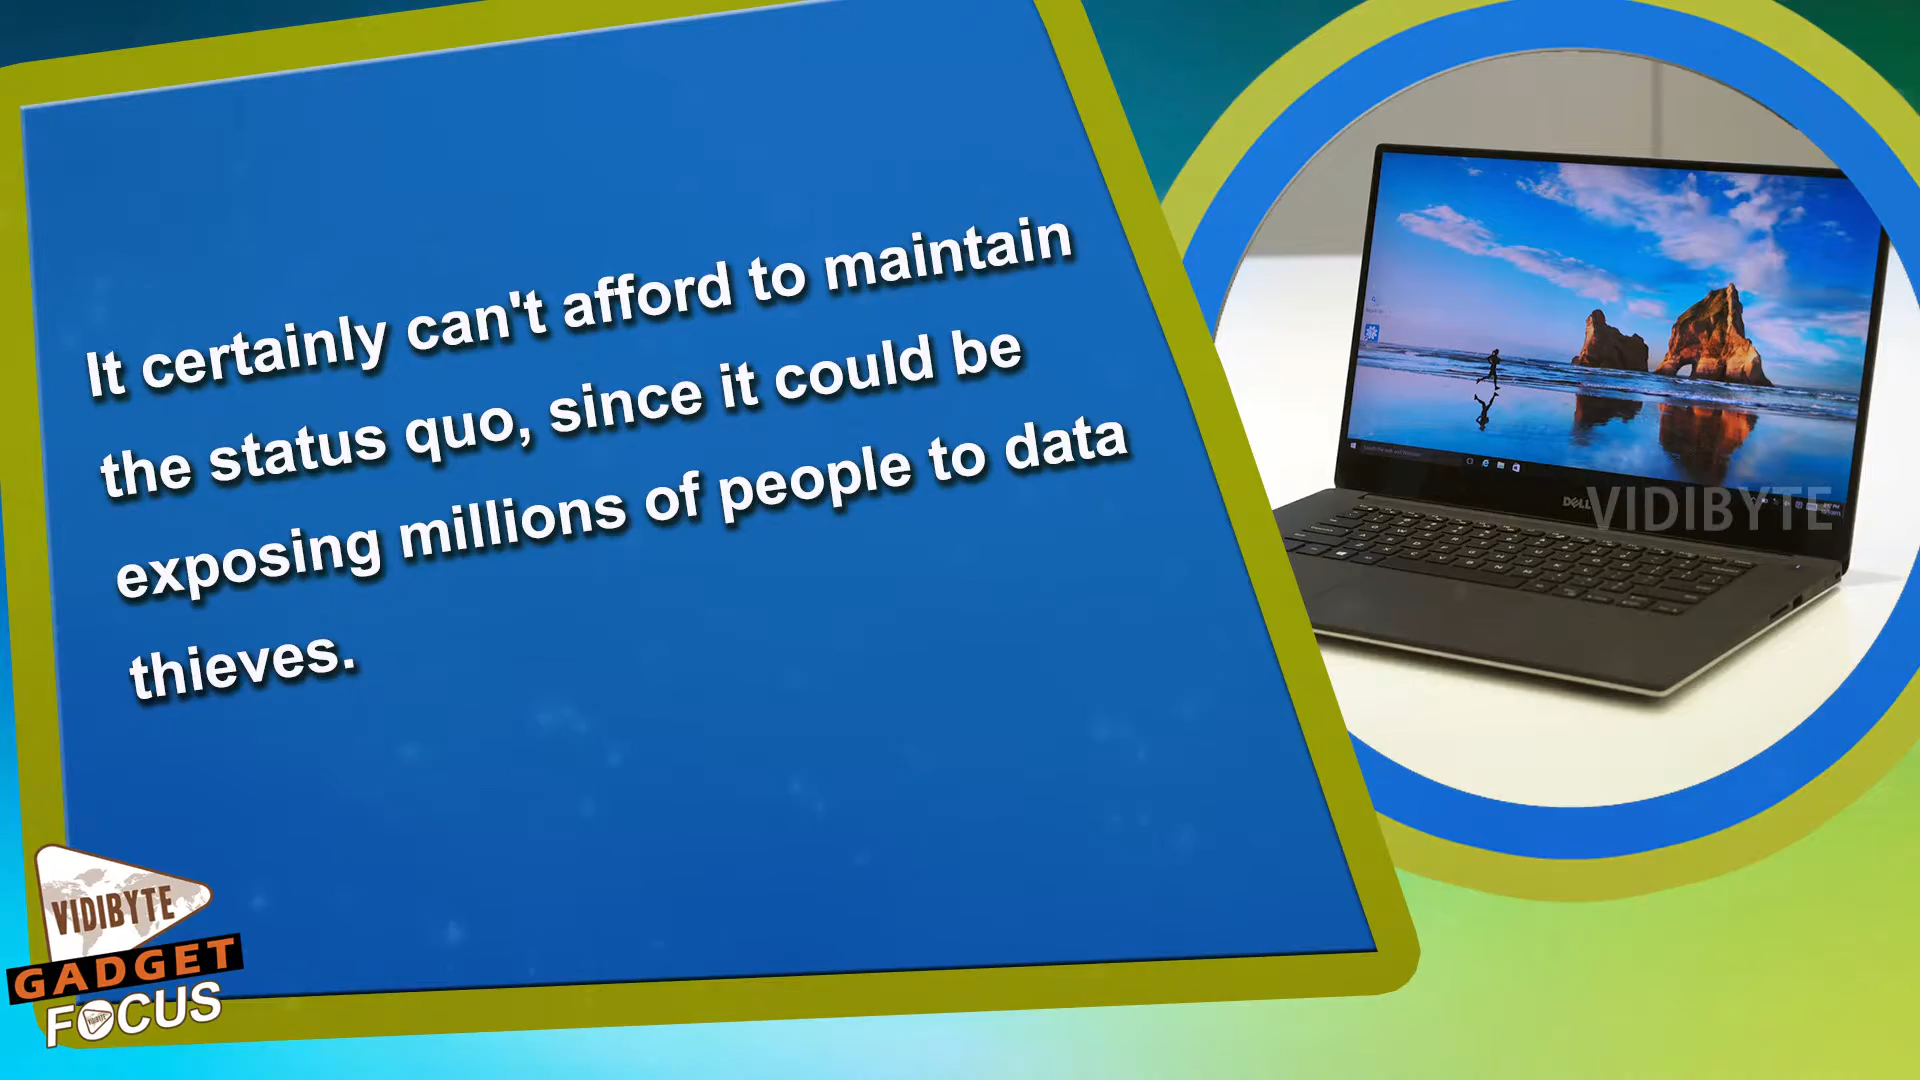 It certainly can't afford to maintain
the status quo, since it could be
exposing millions of people to data
thieves.
DELL
VIDIBYTE
VIDIBYTE
GADGET
FOCUS